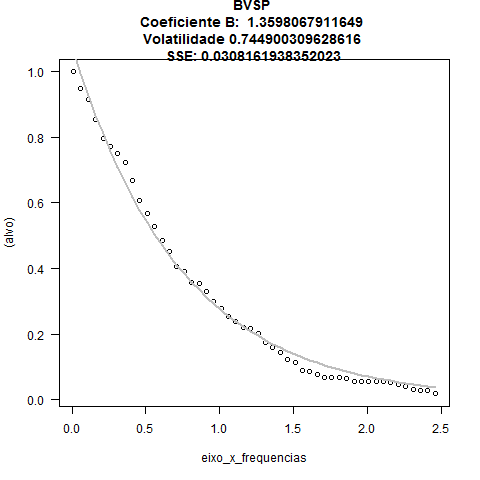 BVSP
Coeficiente B: 1.3598067911649
Volatilidade 0.744900309628616
SSE: 0.0308161938352023
1.0
0.8
0.6
0.4
0.2
0.0
(alvo)
0.0 0.5 1.0 1.5 2.0 2.5
eixo_x_frequencias